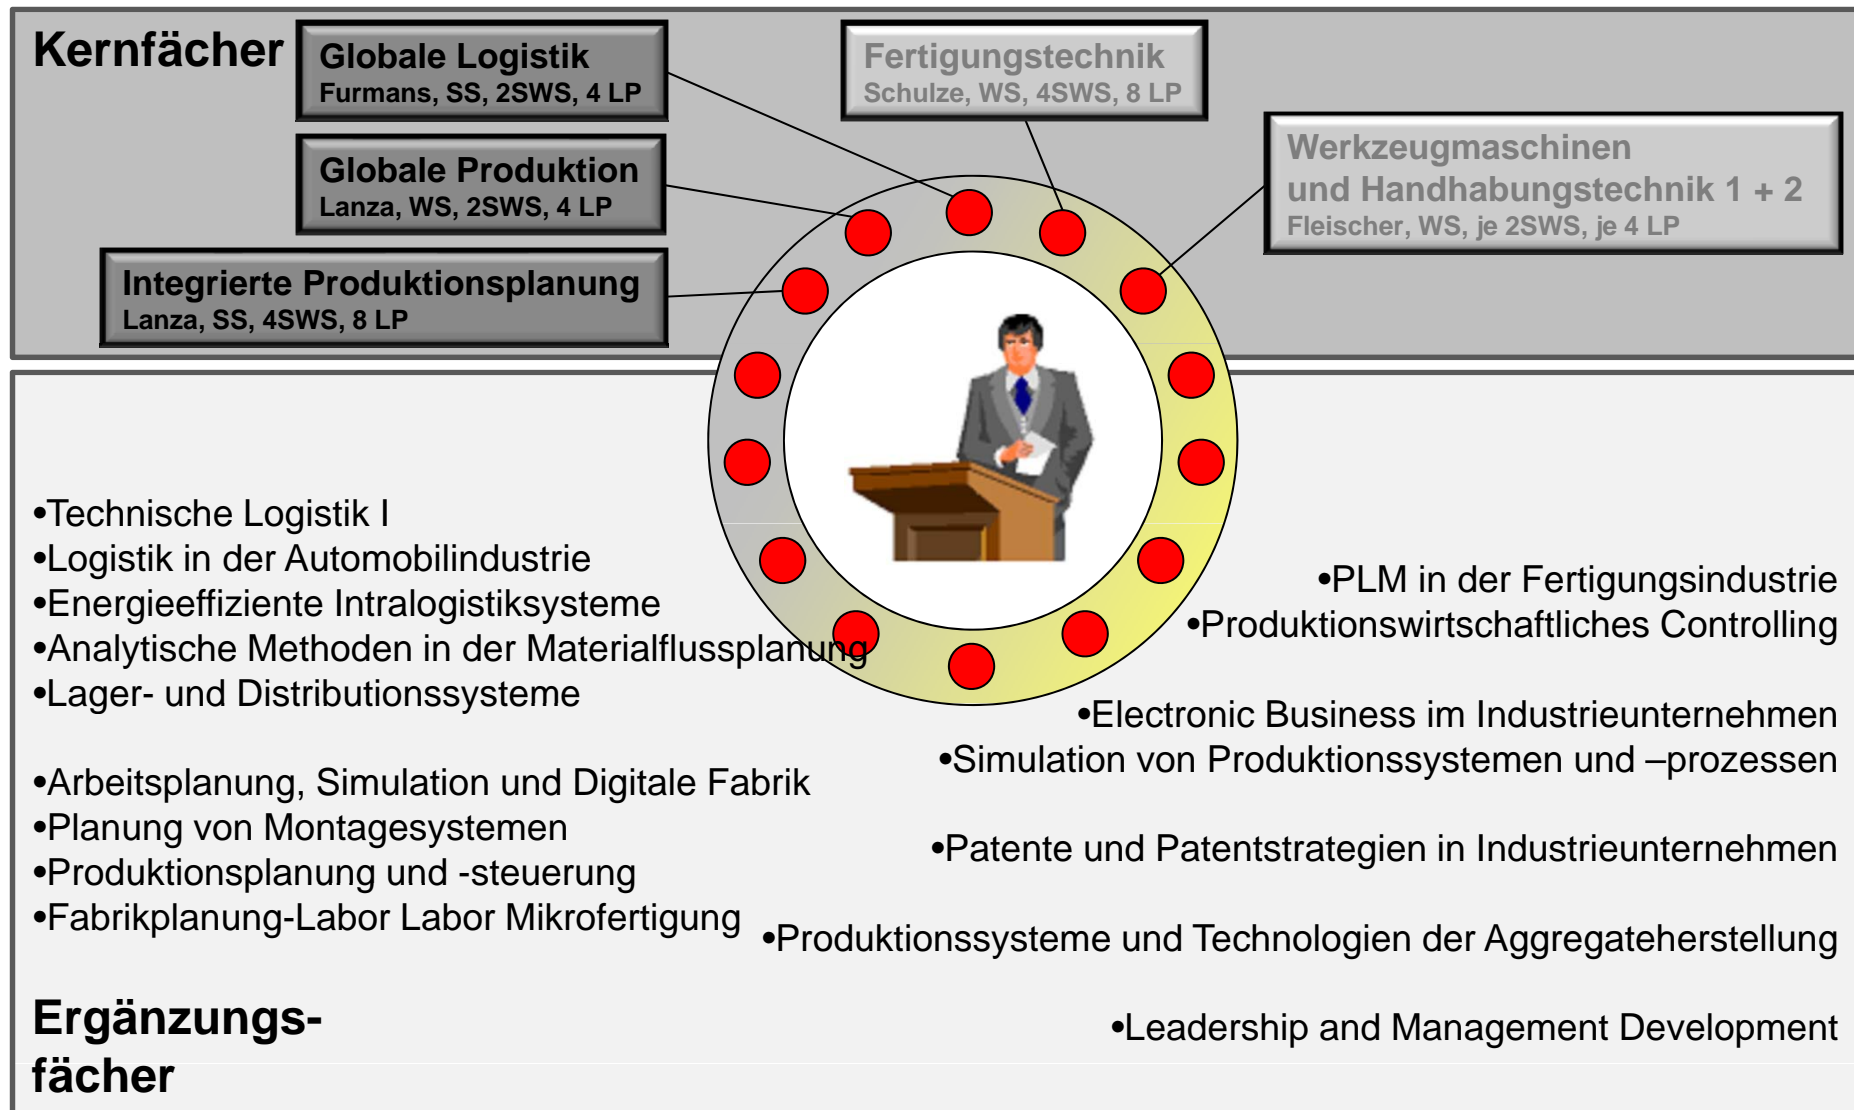 Kernfächer
Globale Logistik
Furmans, SS, 2SWS, 4 LP
Globale Produktion
Lanza, WS, 2SWS, 4 LP
Integrierte Produktionsplanung
Lanza, SS, 4SWS, 8 LP
Fertigungstechnik
Schulze, WS, 4SWS, 8 LP
Werkzeugmaschinen
und Handhabungstechnik 1 + 2
Fleischer, WS, je 2SWS, je 4 LP
•Technische Logistik I
•Logistik in der Automobilindustrie
•Energieeffiziente Intralogistiksysteme
•Analytische Methoden in der Materialflussplanung
•Lager- und Distributionssysteme
•Arbeitsplanung, Simulation und Digitale Fabrik
•Planung von Montagesystemen
•Produktionsplanung und -steuerung
•Fabrikplanung-Labor Labor Mikrofertigung
•PLM in der Fertigungsindustrie
•Produktionswirtschaftliches Controlling
•Electronic Business im Industrieunternehmen
•Simulation von Produktionssystemen und –prozessen
•Patente und Patentstrategien in Industrieunternehmen
•Produktionssysteme und Technologien der Aggregateherstellung
•Leadership and Management Development
Ergänzungs-
fächer